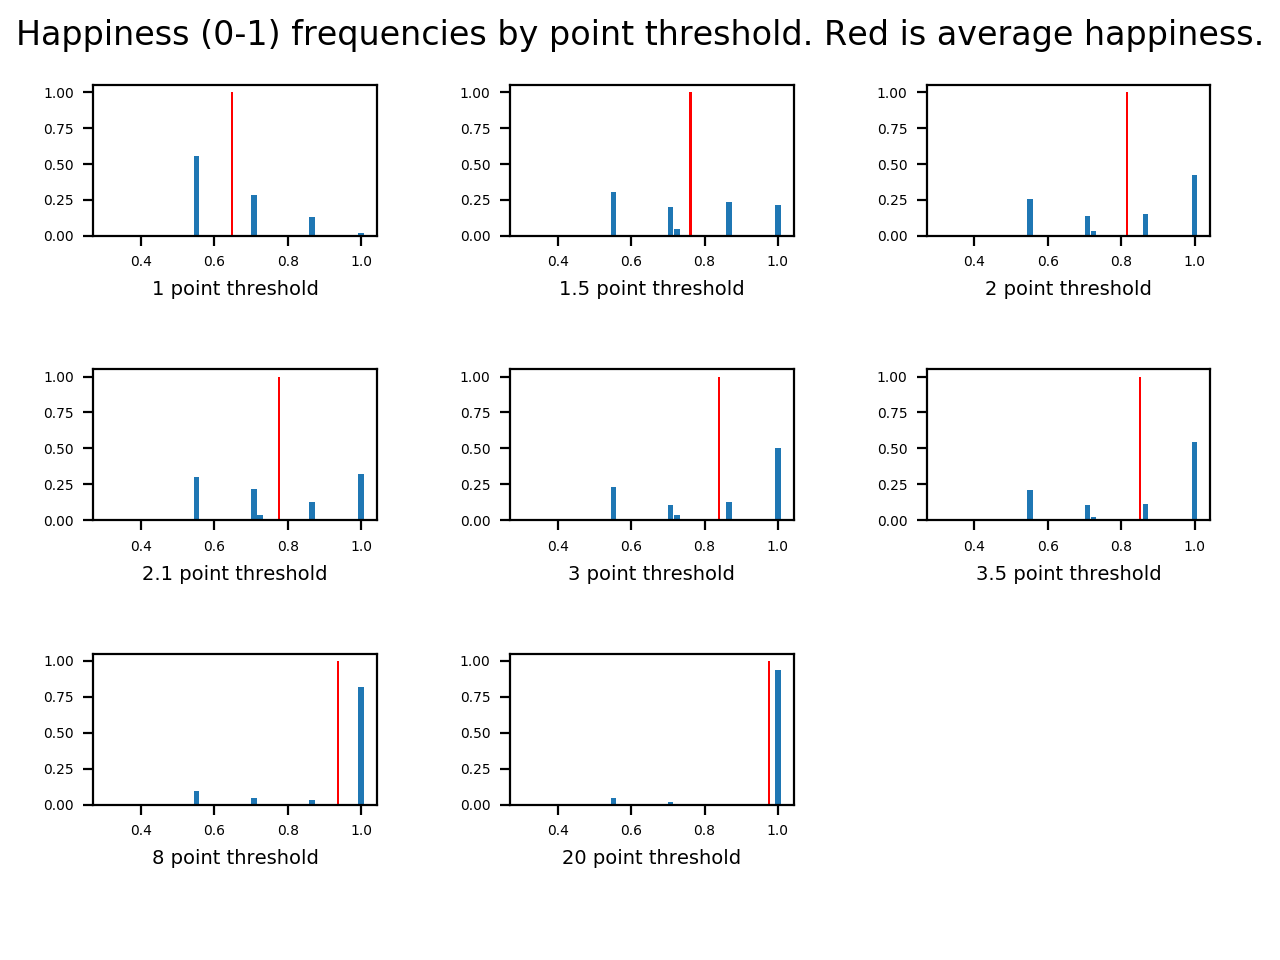 Happiness (0-1) frequencies by point threshold. Red is average happiness.
1.00 1.00 1.00
0.75 0.75 0.75
0.50 0.50 0.50
0.25 0.25 0.25
0.00 0.00 0.00
0.4 0.6 0.8 1.0 0.4 0.6 0.8 1.0 0.4 0.6 0.8 1.0
1 point threshold 1.5 point threshold 2 point threshold
1.00 1.00 1.00
0.75 0.75 0.75
0.50 0.50 0.50
0.25 0.25 0.25
0.00 0.00 0.00
0.4 0.6 0.8 1.0 0.4 0.6 0.8 1.0 0.4 0.6 0.8 1.0
2.1 point threshold 3 point threshold 3.5 point threshold
1.00 1.00
0.75 0.75
0.50 0.50
0.25 0.25
0.00 0.00
0.4 0.6 0.8 1.0 0.4 0.6 0.8 1.0
8 point threshold 20 point threshold